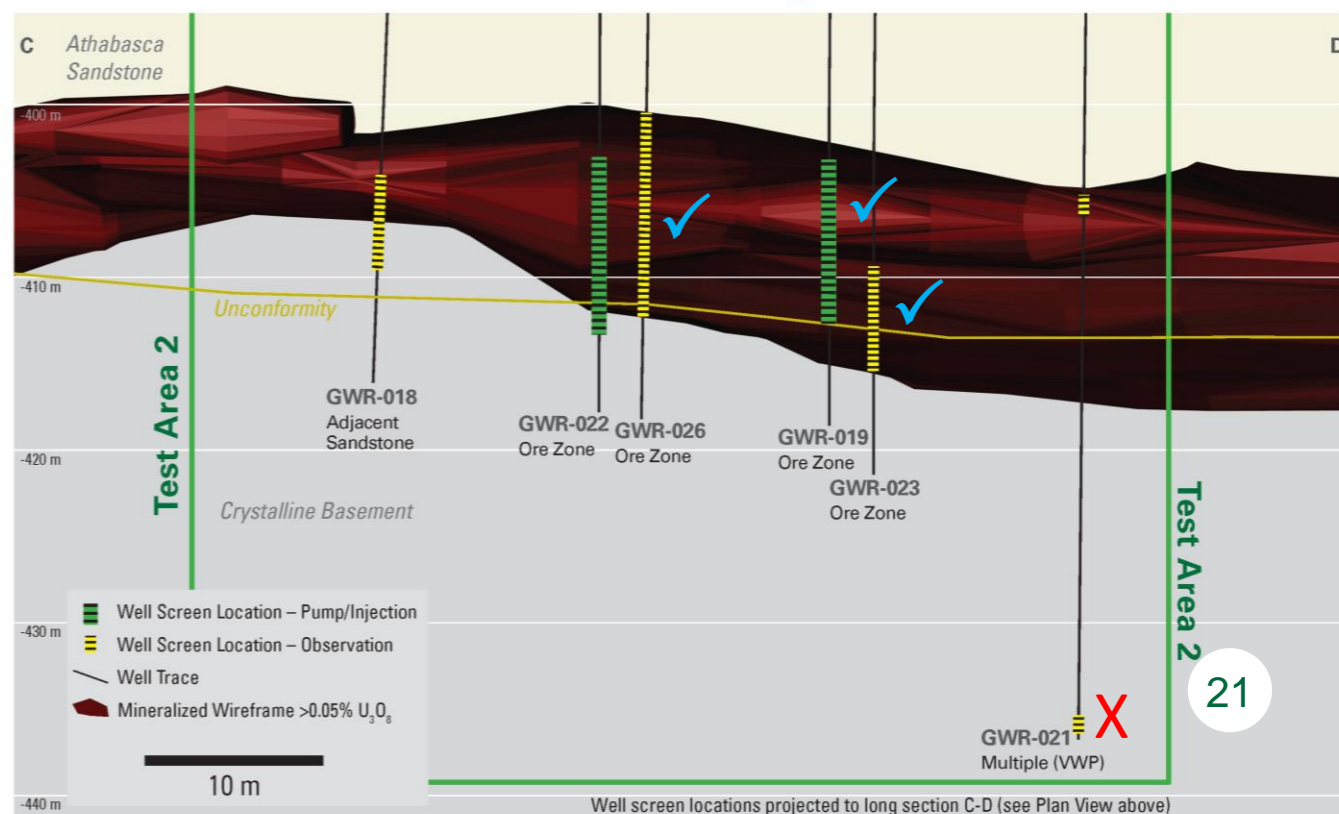 C
Athabasca
Sandstone
D
-400 m
-410 m
Unconformity
Test Area 2
GWR-018
Adjacent
Sandstone
GWR-022
Ore Zone
GWR-026
Ore Zone
GWR-019
Ore Zone
GWR-023
Ore Zone
-420 m
Crystalline Basement
Test Area 2
-430 m
Well Screen Location – Pump/Injection
Well Screen Location – Observation
Well Trace
Mineralized Wireframe >0.05% U₃O₈
10 m
X
21
GWR-021
Multiple (VWP)
-440 m
Well screen locations projected to long section C-D (see Plan View above)